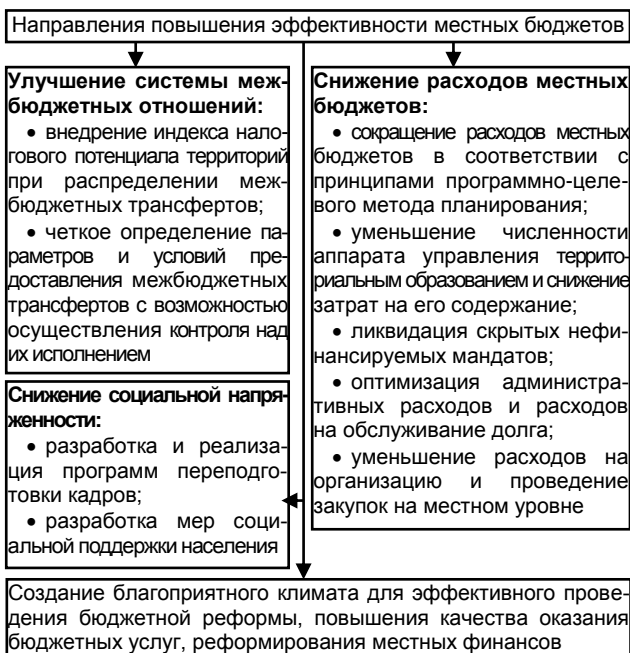 Направления повышения эффективности местных бюджетов
Улучшение системы меж-
бюджетных отношений:
• внедрение индекса нало-
гового потенциала территорий
при распределении меж-
бюджетных трансфертов;
• четкое определение па-
раметров и условий пре-
доставления межбюджетных
трансфертов с возможностью
осуществления контроля над
их исполнением
Снижение социальной напря-
женности:
• разработка и реализа-
ция программ переподго-
товки кадров;
• разработка мер соци-
альной поддержки населения
Снижение расходов местных
бюджетов:
• сокращение расходов местных
бюджетов в соответствии с
принципами программно-целе-
вого метода планирования;
• уменьшение численности
аппарата управления террито-
риальным образованием и снижение
затрат на его содержание;
• ликвидация скрытых нефи-
нансируемых мандатов;
• оптимизация администра-
тивных расходов и расходов
на обслуживание долга;
• уменьшение расходов на
организацию и проведение
закупок на местном уровне
Создание благоприятного климата для эффективного прове-
дения бюджетной реформы, повышения качества оказания
бюджетных услуг, реформирования местных финансов